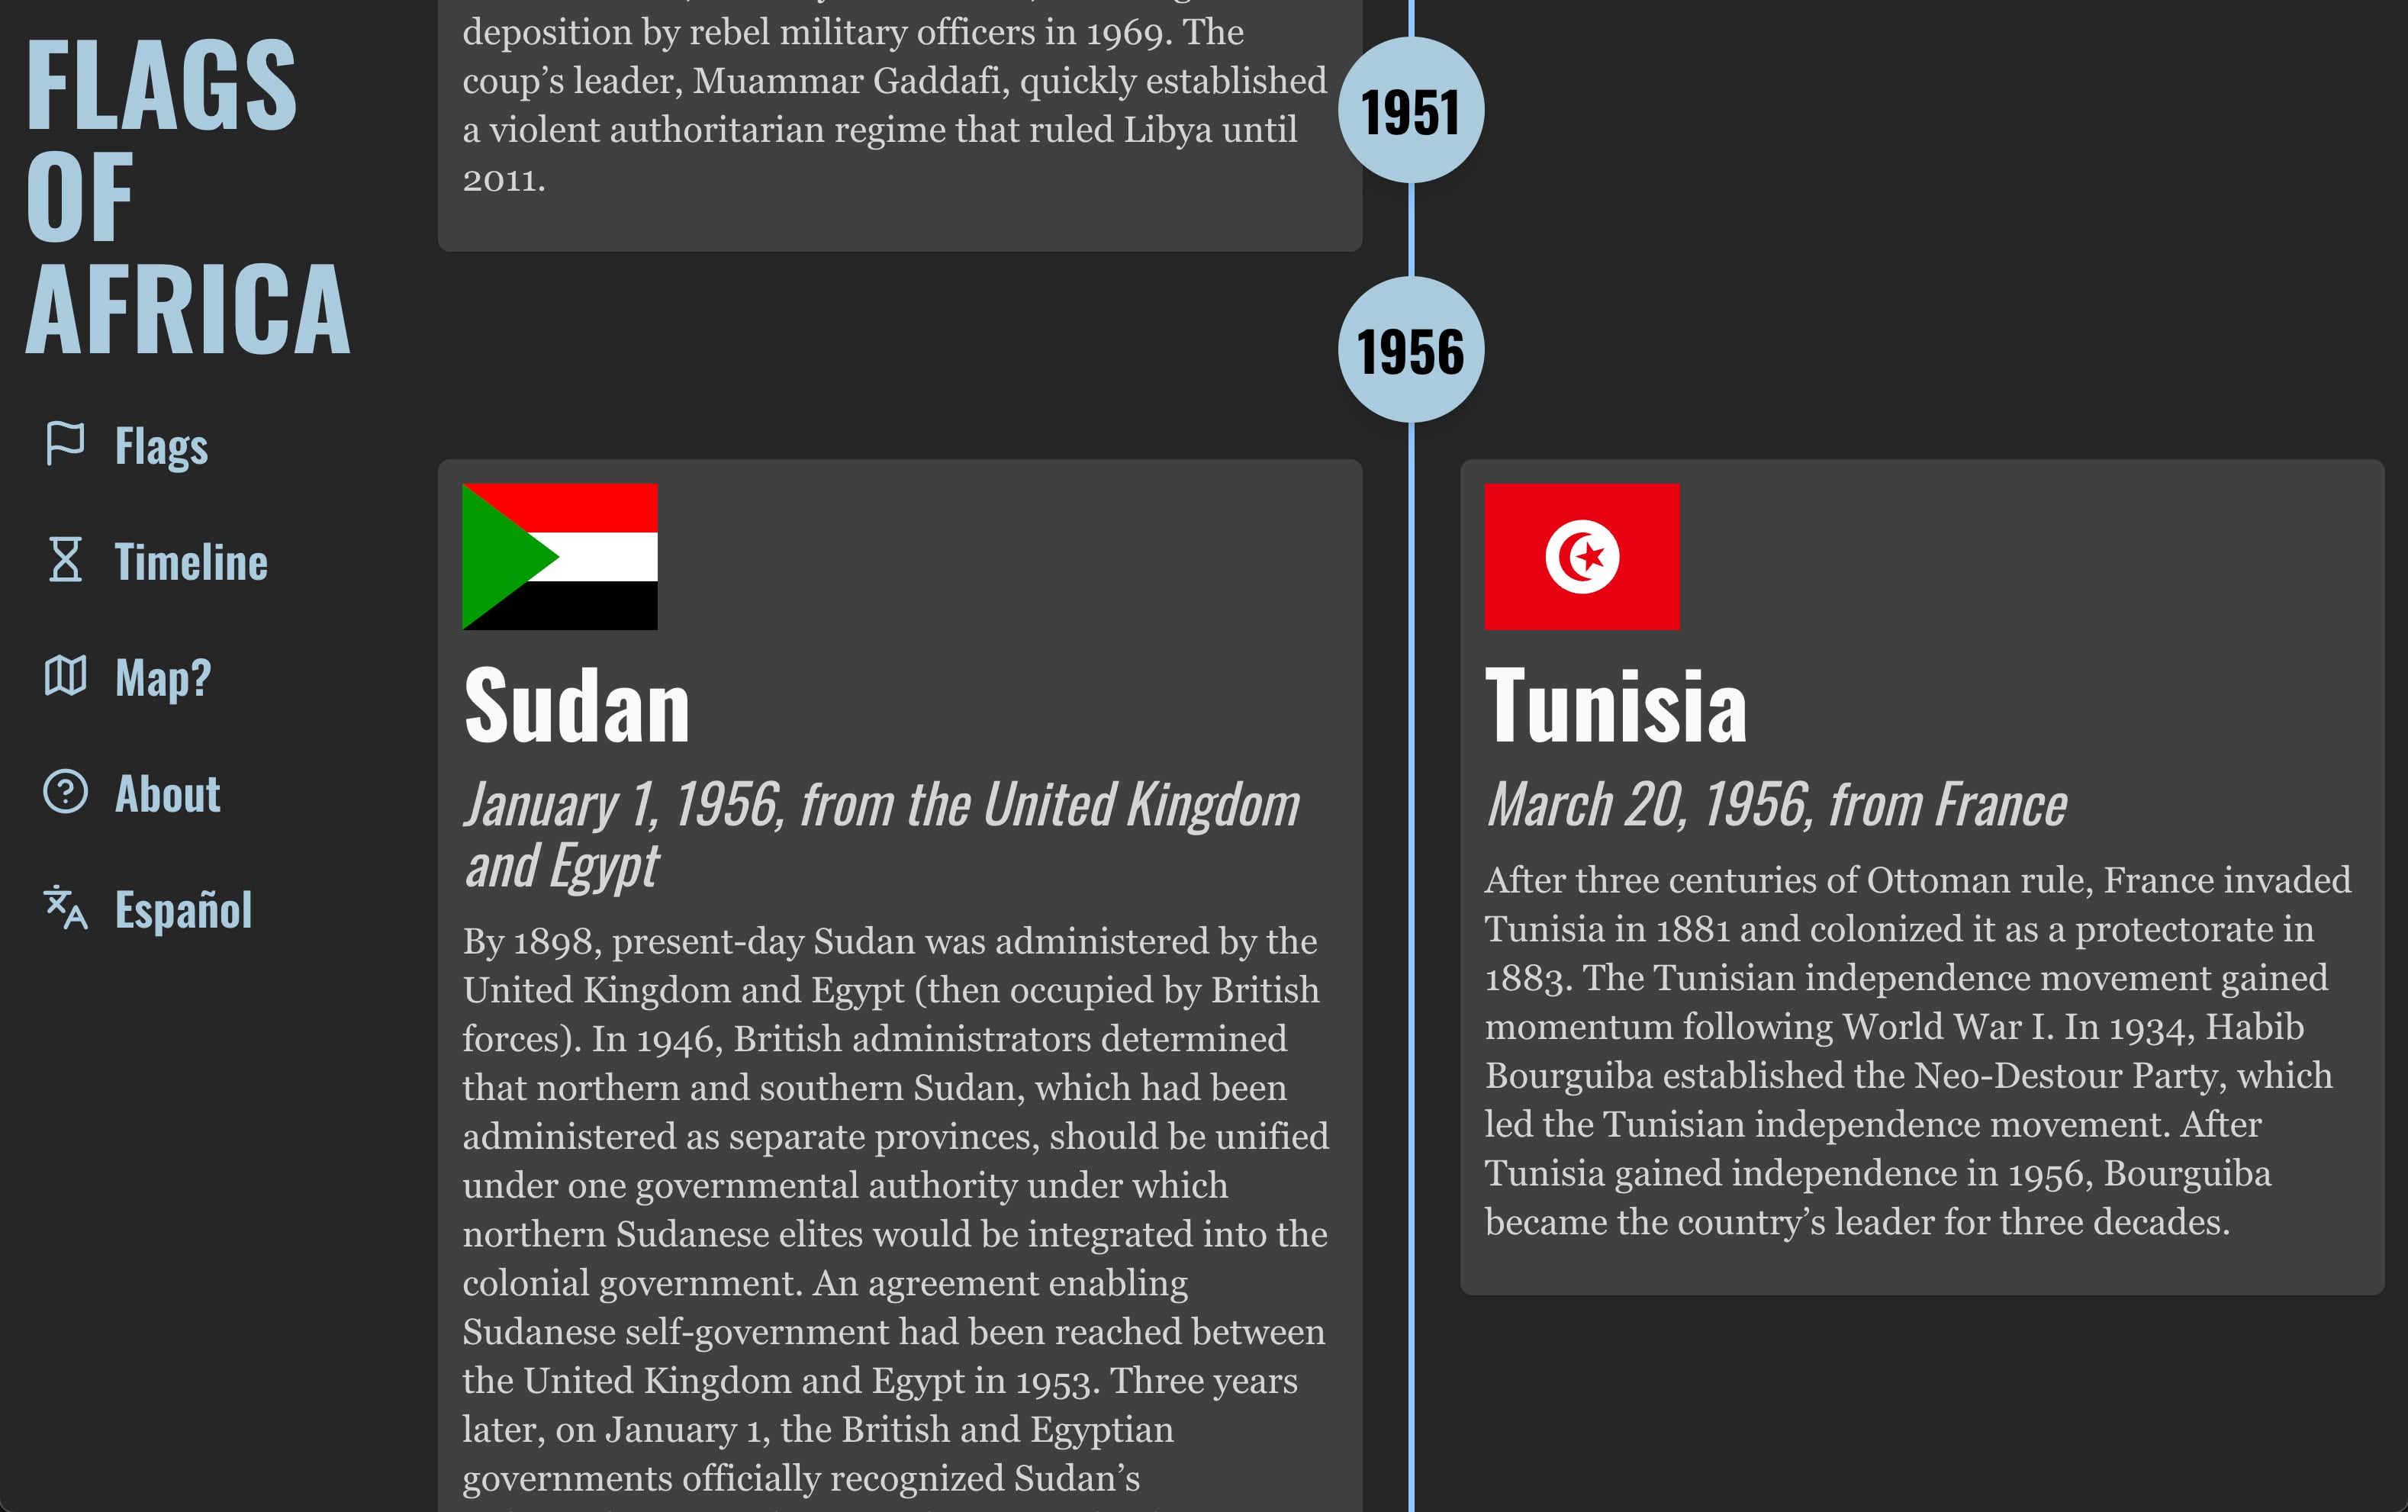 FLAGS
OF
AFRICA
Flags
Timeline
Map?
About
Español
deposition by rebel military officers in 1969. The
coup’s leader, Muammar Gaddafi, quickly established
a violent authoritarian regime that ruled Libya until
2011.
1951
1956
Sudan
January 1, 1956, from the United Kingdom
and Egypt
By 1898, present-day Sudan was administered by the
United Kingdom and Egypt (then occupied by British
forces). In 1946, British administrators determined
that northern and southern Sudan, which had been
administered as separate provinces, should be unified
under one governmental authority under which
northern Sudanese elites would be integrated into the
colonial government. An agreement enabling
Sudanese self-government had been reached between
the United Kingdom and Egypt in 1953. Three years
later, on January 1, the British and Egyptian
governments officially recognized Sudan’s
Tunisia
March 20, 1956, from France
After three centuries of Ottoman rule, France invaded
Tunisia in 1881 and colonized it as a protectorate in
1883. The Tunisian independence movement gained
momentum following World War I. In 1934, Habib
Bourguiba established the Neo-Destour Party, which
led the Tunisian independence movement. After
Tunisia gained independence in 1956, Bourguiba
became the country’s leader for three decades.